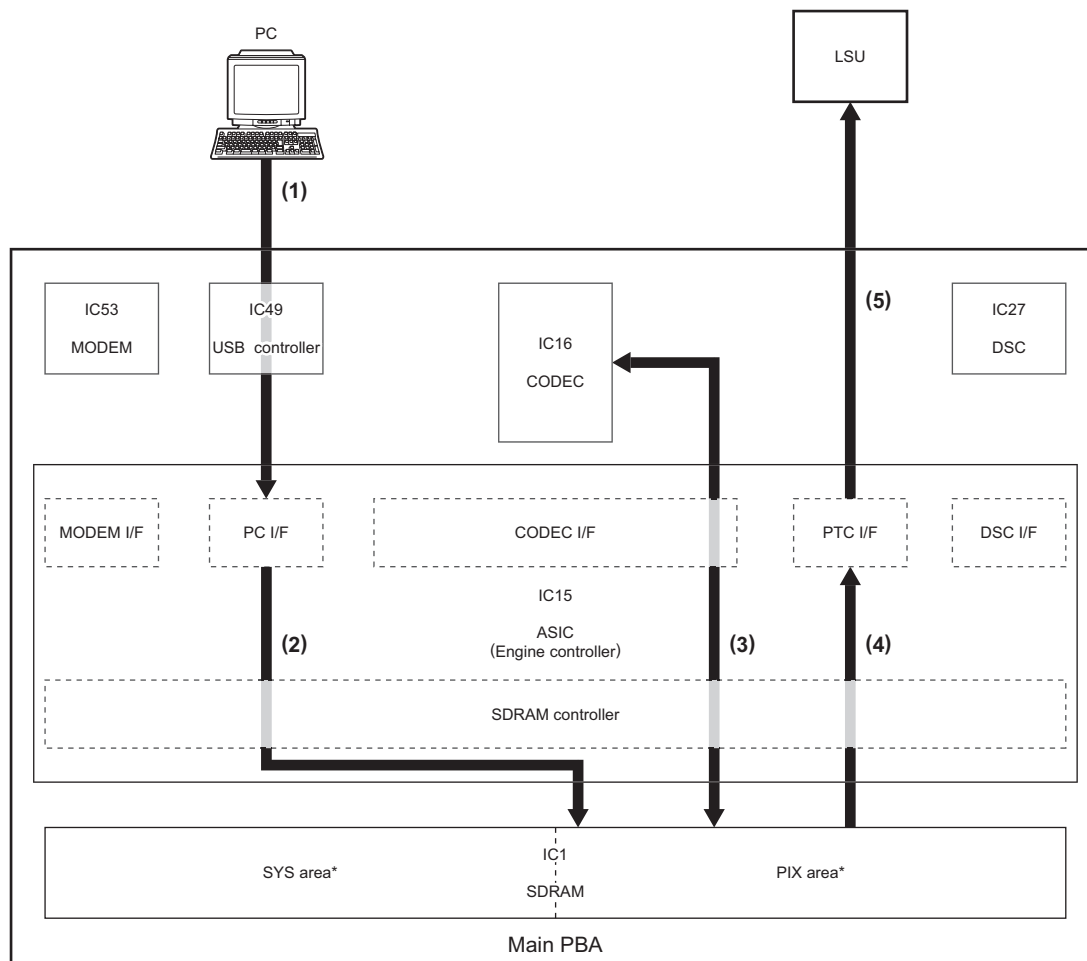 PC
LSU
(1)
IC53
MODEM
IC49
USB controller
IC16
CODEC
(5)
IC27
DSC
MODEM I/F
PC I/F
CODEC I/F
PTC I/F
DSC I/F
IC15
ASIC
(Engine controller)
(2)
(3)
(4)
SDRAM controller
SYS area*
IC1
SDRAM
PIX area*
Main PBA